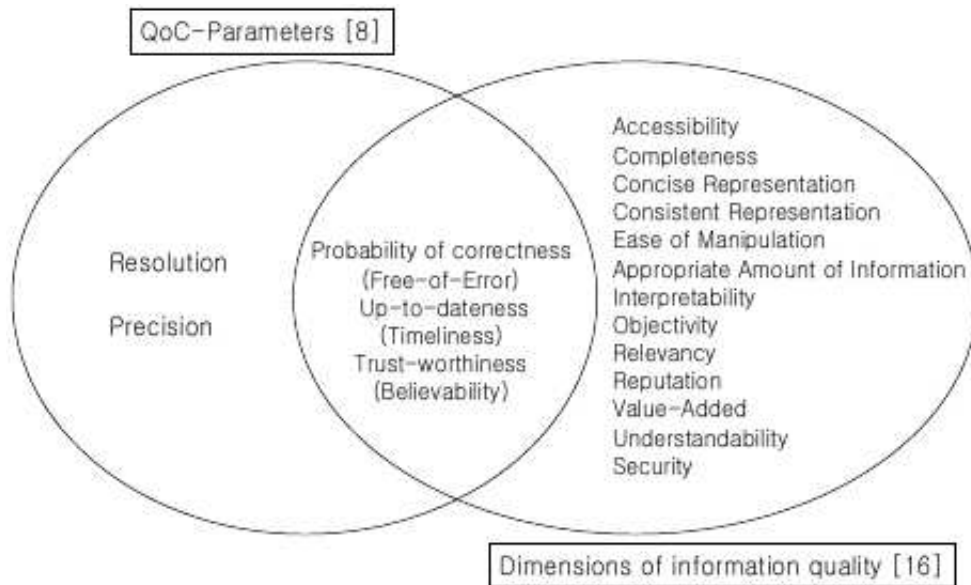 QoC-Parameters [8]
Resolution
Precision
Probability of correctness
(Free-of-Error)
Up-to-dateness
(Timeliness)
Trust-worthiness
(Believability)
Accessibility
Completeness
Concise Representation
Consistent Representation
Ease of Manipulation
Appropriate Amount of Information
Interpretability
Objectivity
Relevancy
Reputation
Value-Added
Understandability
Security
Dimensions of information quality [16]